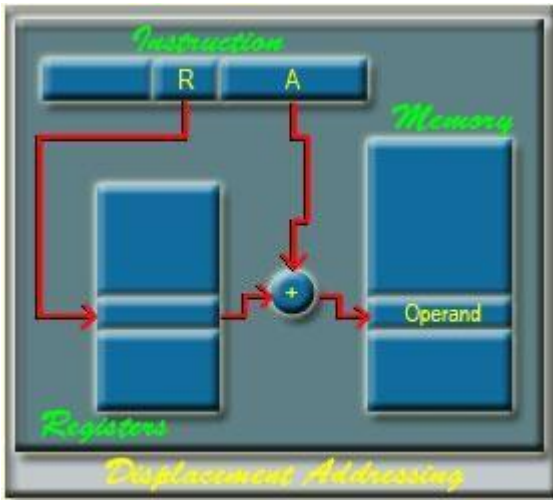 Instruction
R A
Memory
+
Operand
Registers
Displacement Addressing